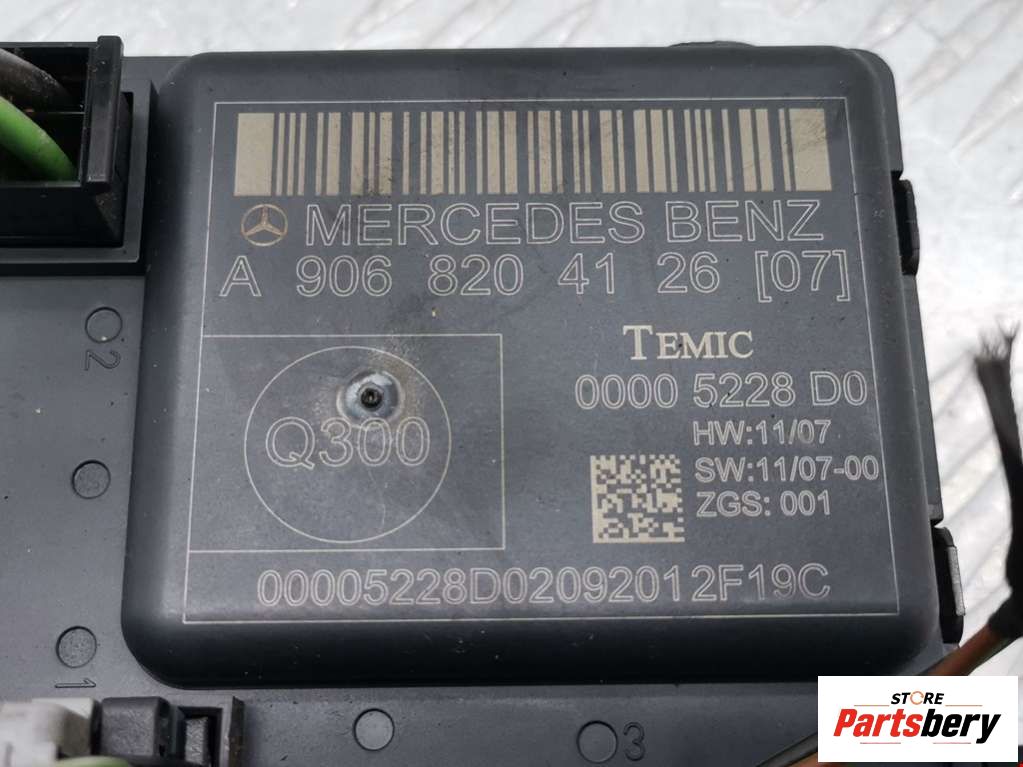 MERCEDES BENZ
A 906 820 41 26 [07]
TEMIC
0000 5228 D0
HW:11/07
SW:11/07-00
ZGS: 001
Q300
00005228D02092012F19C
2
1
3
STORE
Partsbery